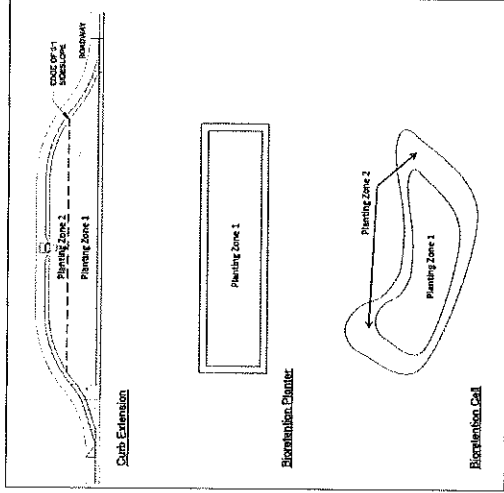 EDGE OF 3:1
SIDESLOPE
ROADWAY
Planting Zone 2
Planting Zone 1
Curb Extension
Planting Zone 1
Bioretention Planter
Planting Zone 2
Planting Zone 1
Bioretention Cell